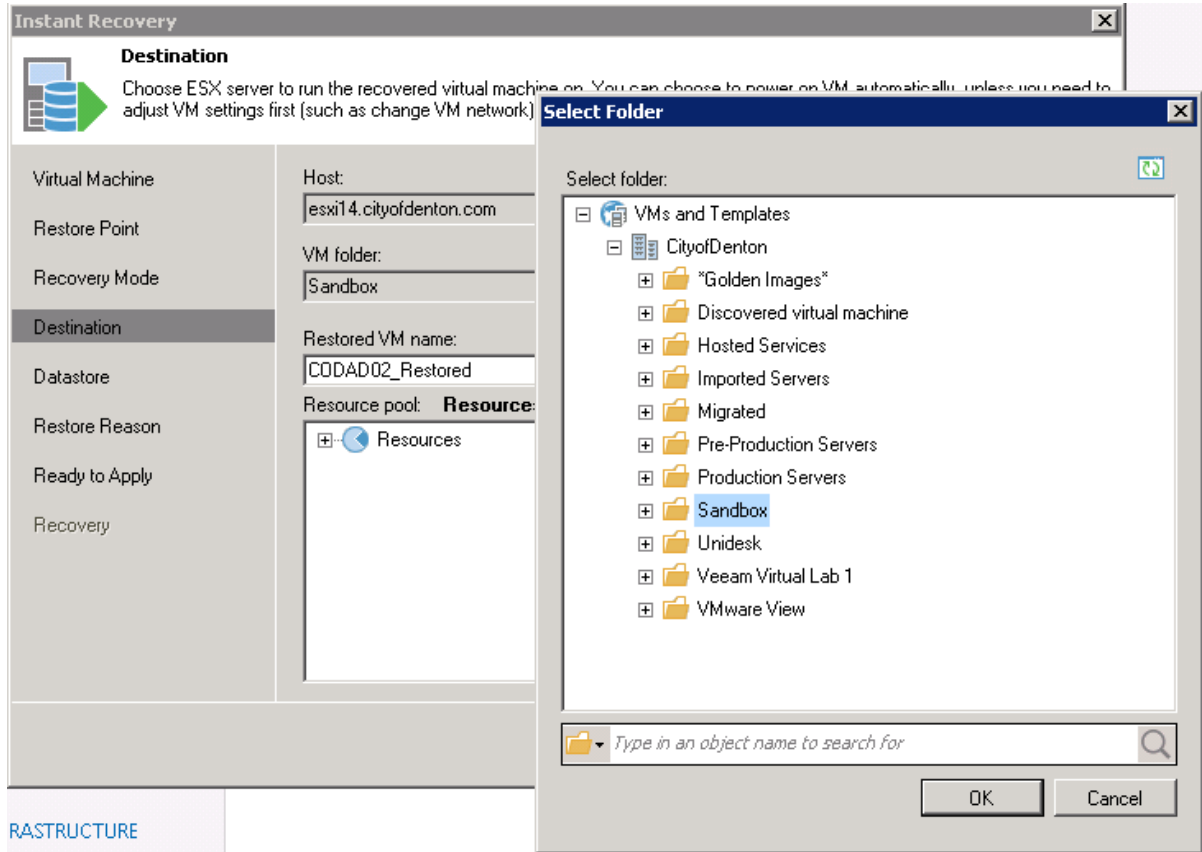 Instant Recovery
Destination
Choose ESX server to run the recovered virtual machine on. You can choose to power on VM automatically, unless you need to
adjust VM settings first (such as change VM network)
Virtual Machine
Restore Point
Recovery Mode
Destination
Datastore
Restore Reason
Ready to Apply
Recovery
Host:
esxi14.cityofdenton.com
VM folder:
Sandbox
Restored VM name:
CODAD02_Restored
Resource pool: Resource
Resources
Select Folder
Select folder:
VMs and Templates
CityofDenton
"Golden Images"
Discovered virtual machine
Hosted Services
Imported Servers
Migrated
Pre-Production Servers
Production Servers
Sandbox
Unidesk
Veeam Virtual Lab 1
VMware View
Type in an object name to search for
OK Cancel
RASTRUCTURE